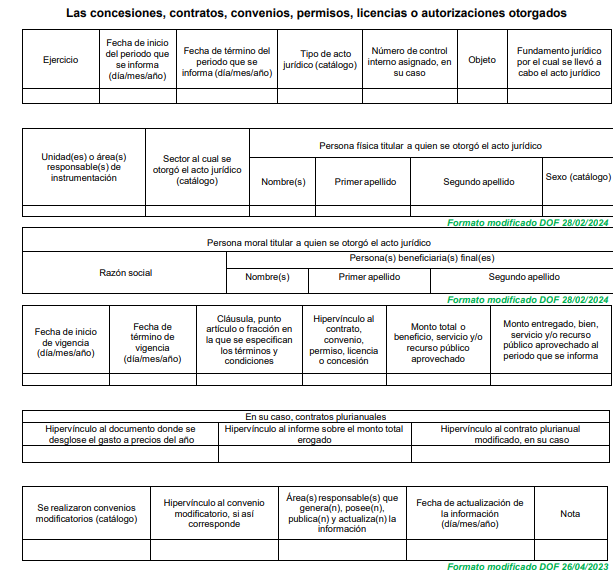 Las concesiones, contratos, convenios, permisos, licencias o autorizaciones otorgados
Ejercicio
Fecha de inicio
del periodo que
se informa
(día/mes/año)
Fecha de término del
periodo que se
informa (día/mes/año)
Tipo de acto
jurídico (catálogo)
Número de control
interno asignado, en
su caso
Objeto
Fundamento jurídico
por el cual se llevó a
cabo el acto jurídico
Unidad(es) o área(s)
responsable(s) de
instrumentación
Sector al cual se
otorgó el acto jurídico
(catálogo)
Persona física titular a quien se otorgó el acto jurídico
Nombre(s)
Primer apellido
Segundo apellido
Sexo (catálogo)
Formato modificado DOF 28/02/2024
Persona moral titular a quien se otorgó el acto jurídico
Razón social
Persona(s) beneficiaria(s) final(es)
Nombre(s)
Primer apellido
Segundo apellido
Formato modificado DOF 28/02/2024
Fecha de inicio
de vigencia
(día/mes/año)
Fecha de
término de
vigencia
(día/mes/año)
Cláusula, punto
artículo o fracción en
la que se especifican
los términos y
condiciones
Hipervínculo al
contrato,
convenio,
permiso, licencia
o concesión
Monto total o
beneficio, servicio y/o
recurso público
aprovechado
Monto entregado, bien,
servicio y/o recurso
público aprovechado al
periodo que se informa
En su caso, contratos plurianuales
Hipervínculo al documento donde se
desglose el gasto a precios del año
Hipervínculo al informe sobre el monto total
erogado
Hipervínculo al contrato plurianual
modificado, en su caso
Se realizaron convenios
modificatorios (catálogo)
Hipervínculo al convenio
modificatorio, si así
corresponde
Área(s) responsable(s) que
genera(n), posee(n),
publica(n) y actualiza(n) la
información
Fecha de actualización de
la información
(día/mes/año)
Nota
Formato modificado DOF 26/04/2023